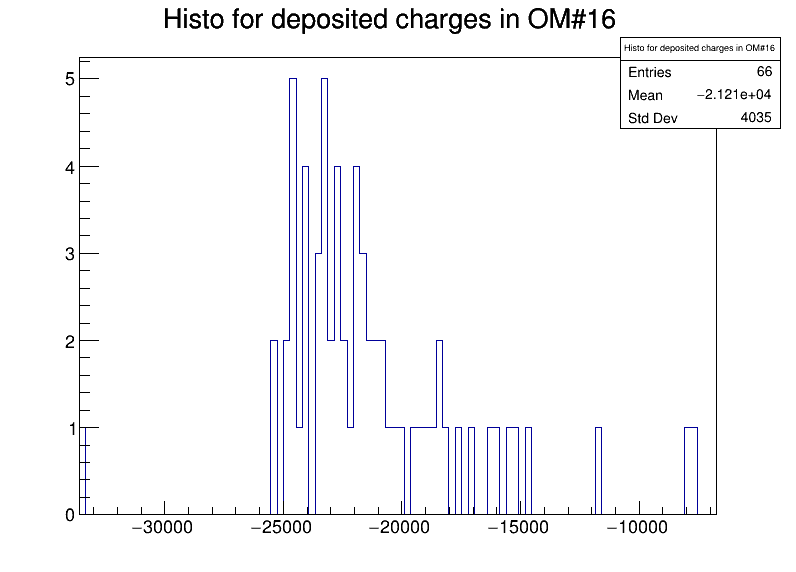 Histo for deposited charges in OM#16
Histo for deposited charges in OM#16
Entries 66
Mean −2.121e+04
Std Dev 4035
5
4
3
2
1
0
−30000 −25000 −20000 −15000 −10000